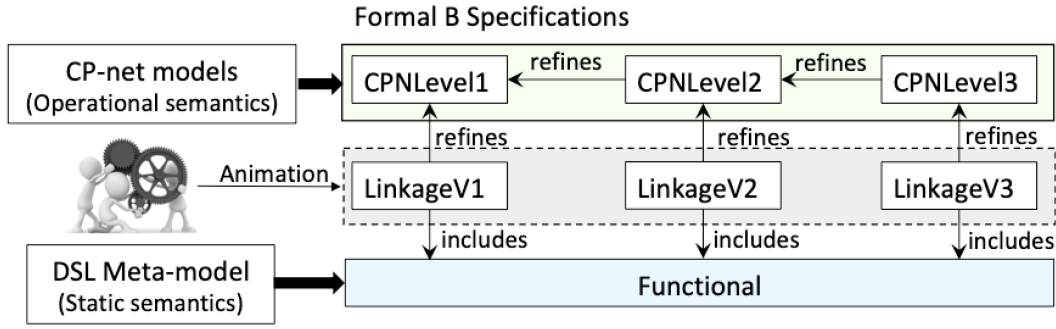 Formal B Specifications
CP-net models
(Operational semantics)
CPNLevel1
refines
CPNLevel2
refines
CPNLevel3
refines
refines
refines
Animation
LinkageV1
LinkageV2
LinkageV3
includes
includes
includes
DSL Meta-model
(Static semantics)
Functional